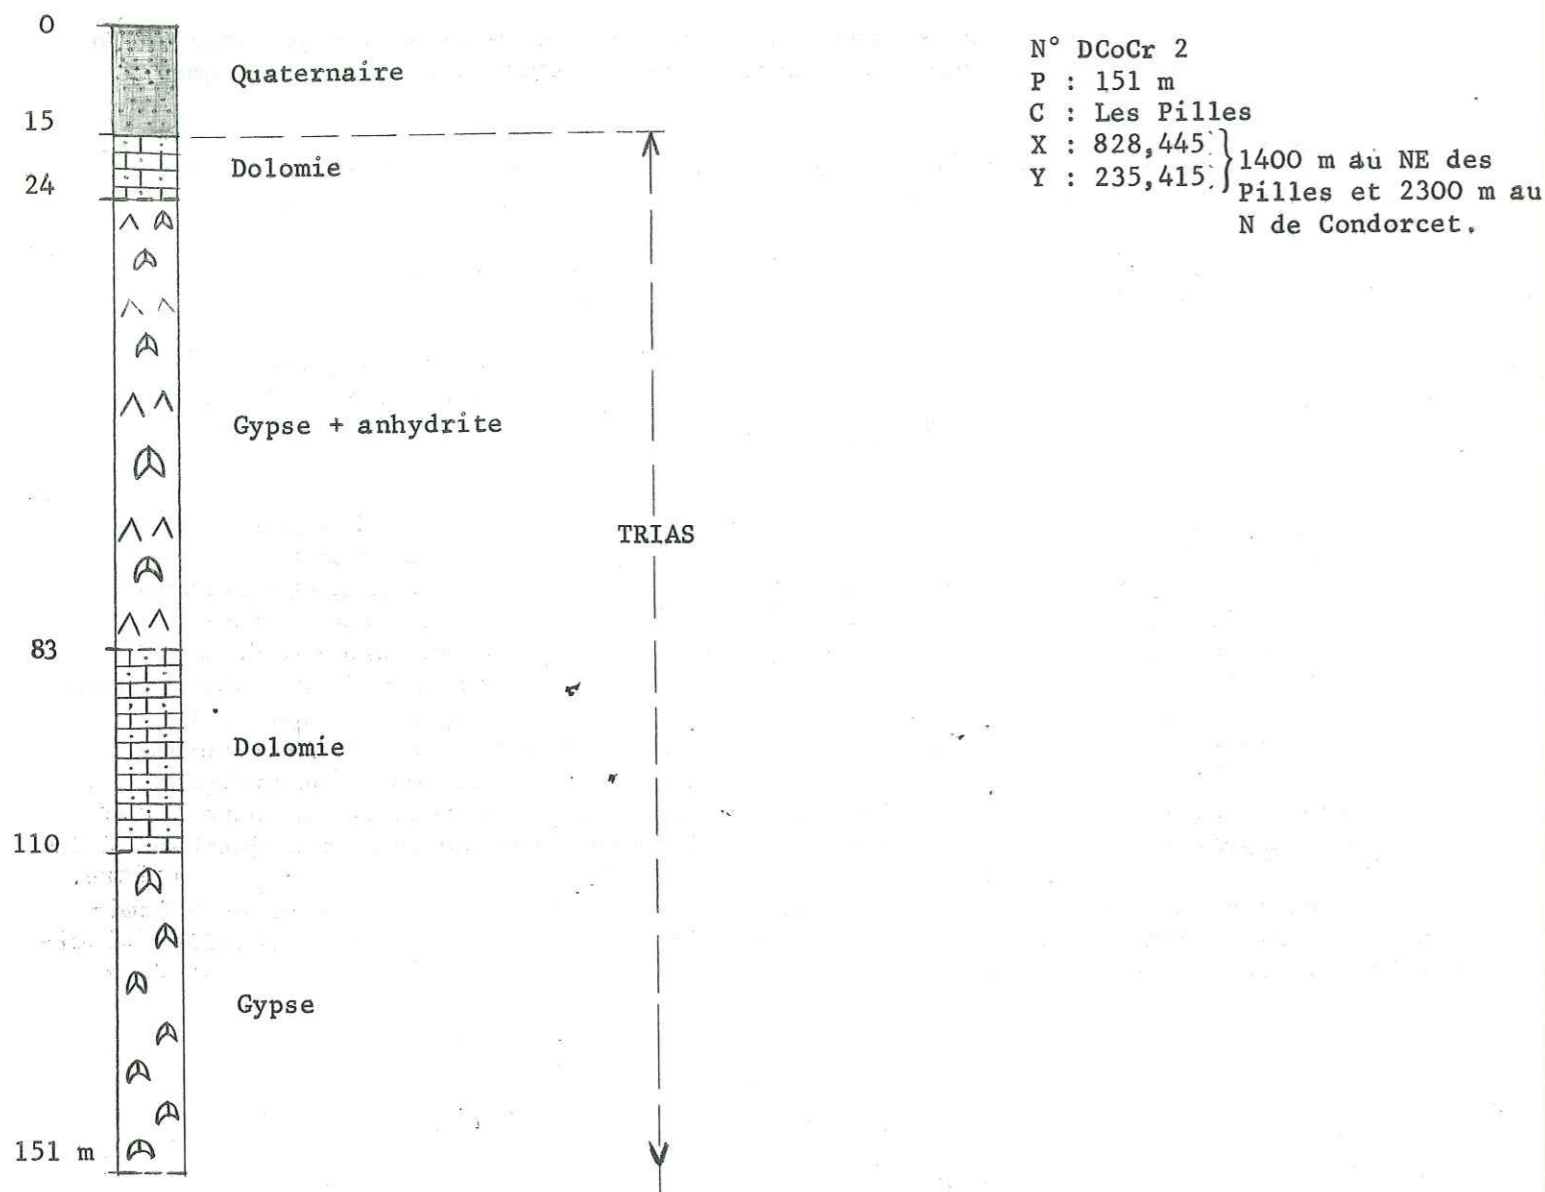 0
Quaternaire
15
Dolomie
24
Gypse + anhydrite
TRIAS
83
Dolomie
110
Gypse
151 m
N° DCoCr 2
P : 151 m
C : Les Pilles
X : 828,445
Y : 235,415
1400 m au NE des
Pilles et 2300 m au
N de Condorcet.